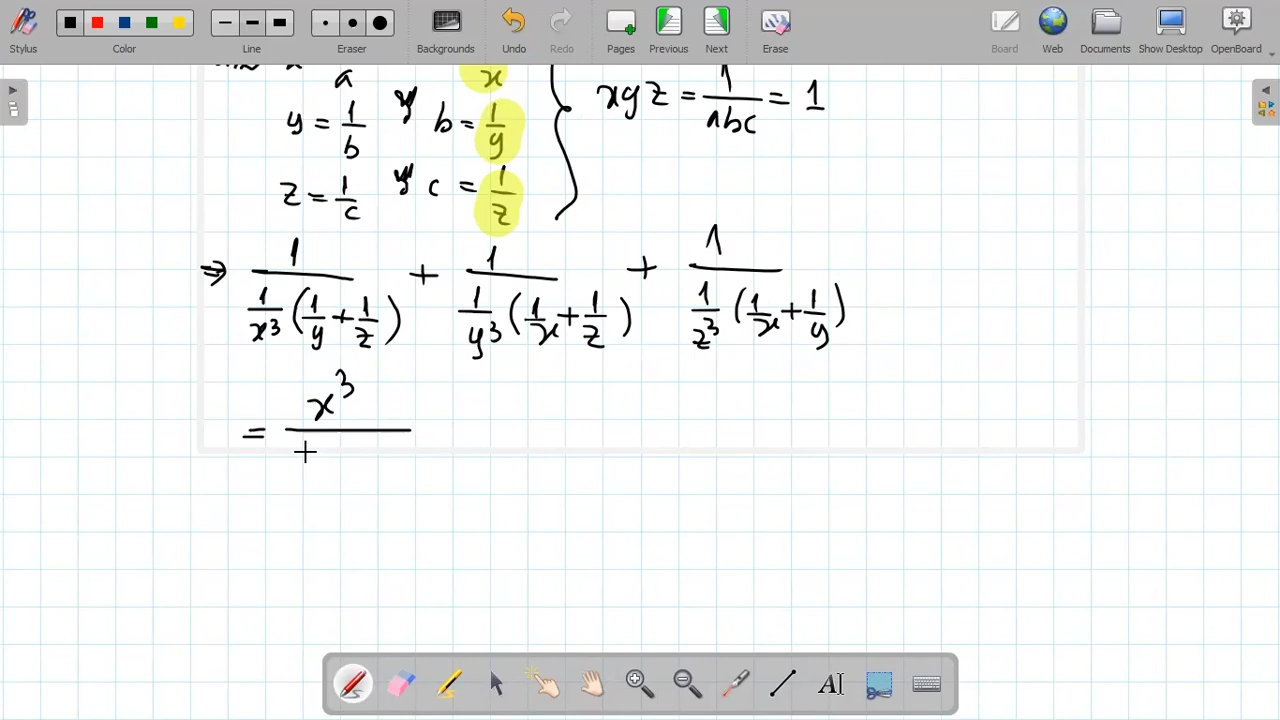 Stylus Color Line Eraser Backgrounds Undo Redo Pages Previous Next Erase Board Web Documents Show Desktop OpenBoard
a x
y = 1/b y b = 1/y } xyz = 1/abc = 1
z = 1/c y c = 1/z
⇒ 1/(1/x³ (1/y + 1/z)) + 1/(1/y³ (1/x + 1/z)) + 1/(1/z³ (1/x + 1/y))
= x³/